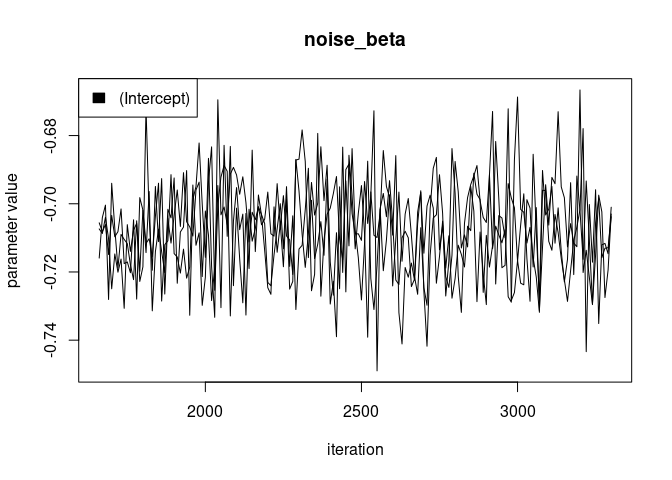 noise_beta
(Intercept)
parameter value
-0.68
-0.70
-0.72
-0.74
2000
2500
3000
iteration